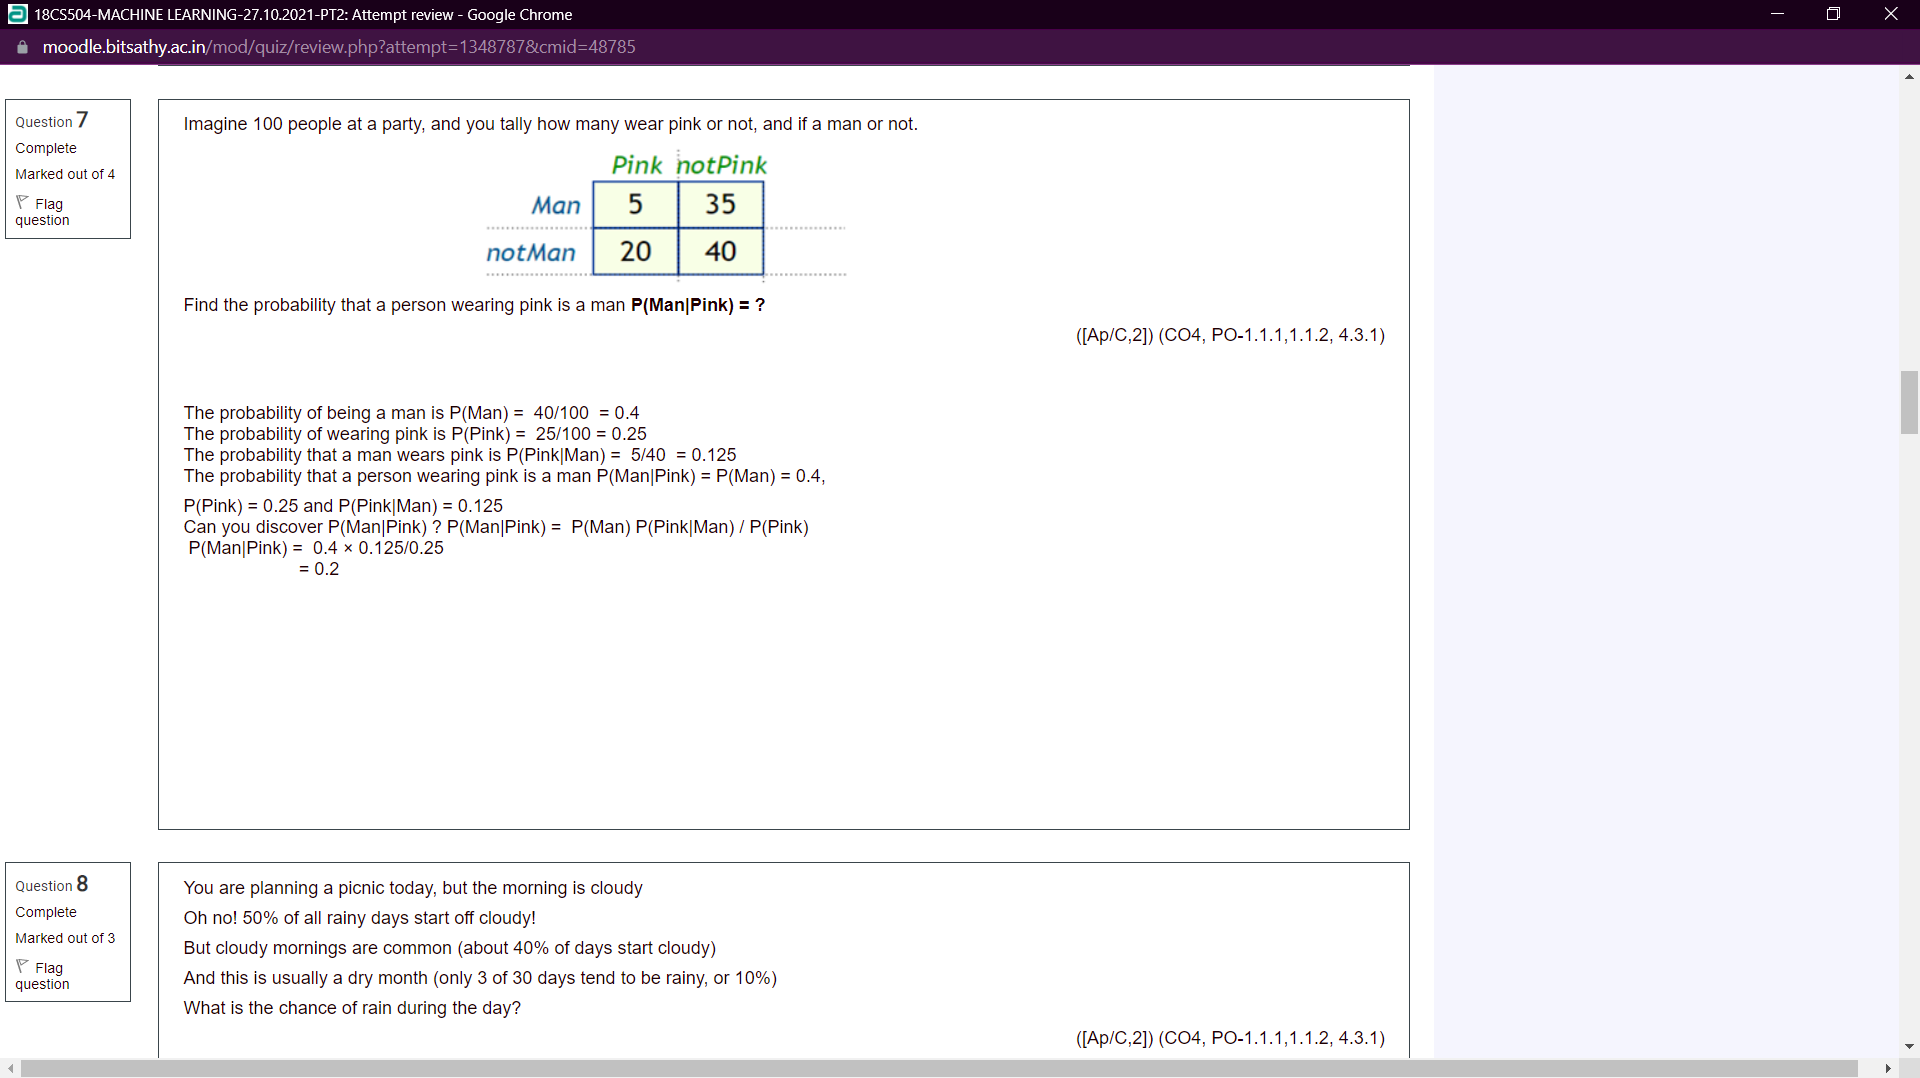 18CS504-MACHINE LEARNING-27.10.2021-PT2: Attempt review - Google Chrome
moodle.bitsathy.ac.in/mod/quiz/review.php?attempt=1348787&cmid=48785
Question 7
Complete
Marked out of 4
Flag
question
Imagine 100 people at a party, and you tally how many wear pink or not, and if a man or not.
Pink notPink
Man 5 35
notMan 20 40
Find the probability that a person wearing pink is a man P(Man|Pink) = ?
([Ap/C,2]) (CO4, PO-1.1.1,1.1.2, 4.3.1)
The probability of being a man is P(Man) = 40/100 = 0.4
The probability of wearing pink is P(Pink) = 25/100 = 0.25
The probability that a man wears pink is P(Pink|Man) = 5/40 = 0.125
The probability that a person wearing pink is a man P(Man|Pink) = P(Man) = 0.4,
P(Pink) = 0.25 and P(Pink|Man) = 0.125
Can you discover P(Man|Pink) ? P(Man|Pink) = P(Man) P(Pink|Man) / P(Pink)
P(Man|Pink) = 0.4 × 0.125/0.25
= 0.2
Question 8
Complete
Marked out of 3
Flag
question
You are planning a picnic today, but the morning is cloudy
Oh no! 50% of all rainy days start off cloudy!
But cloudy mornings are common (about 40% of days start cloudy)
And this is usually a dry month (only 3 of 30 days tend to be rainy, or 10%)
What is the chance of rain during the day?
([Ap/C,2]) (CO4, PO-1.1.1,1.1.2, 4.3.1)